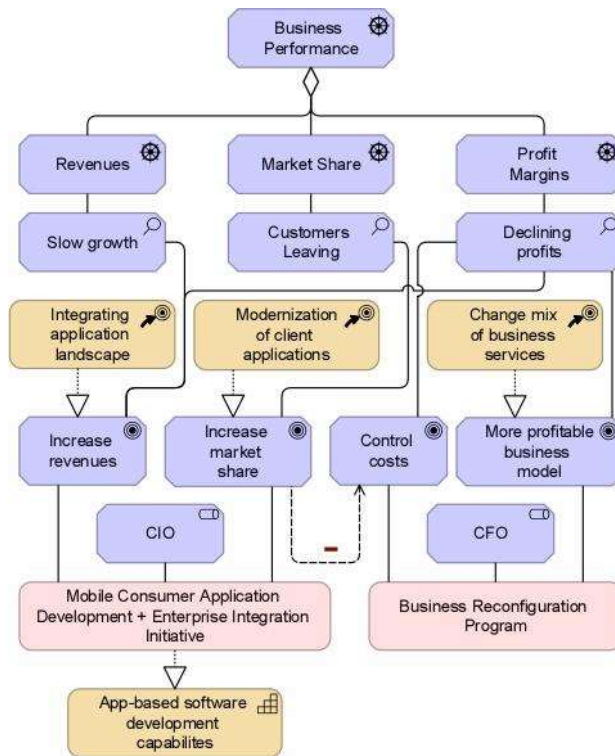 Business
Performance
Revenues
Market Share
Profit
Margins
Slow growth
Customers
Leaving
Declining
profits
Integrating
application
landscape
Modernization
of client
applications
Change mix
of business
services
Increase
revenues
Increase
market
share
Control
costs
More profitable
business
model
CIO
CFO
Mobile Consumer Application
Development + Enterprise Integration
Initiative
Business Reconfiguration
Program
App-based software
development
capabilites